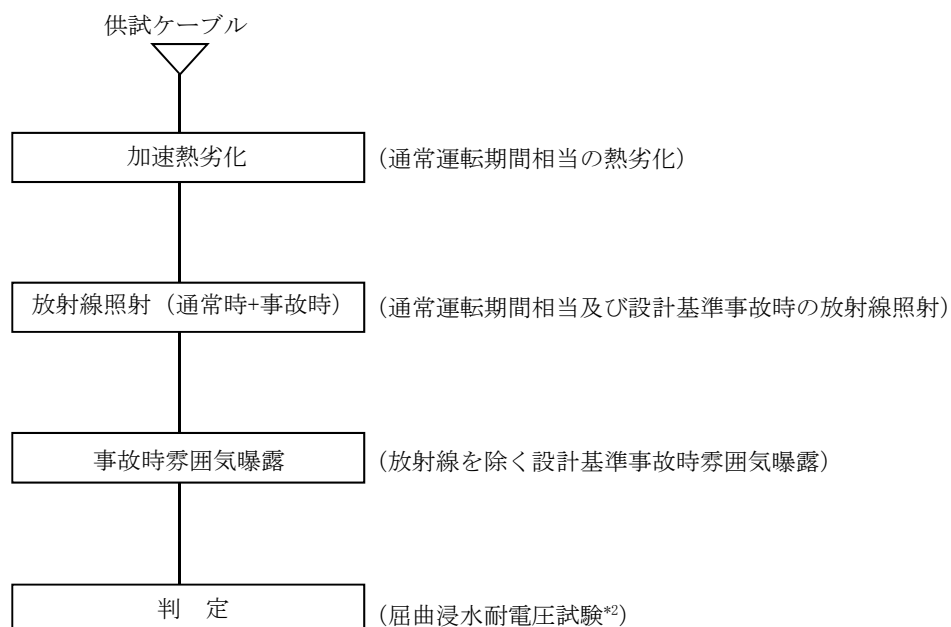 供試ケーブル
加速熱劣化 (通常運転期間相当の熱劣化)
放射線照射(通常時+事故時) (通常運転期間相当及び設計基準事故時の放射線照射)
事故時雰囲気曝露 (放射線を除く設計基準事故時雰囲気曝露)
判 定 (屈曲浸水耐電圧試験*2)